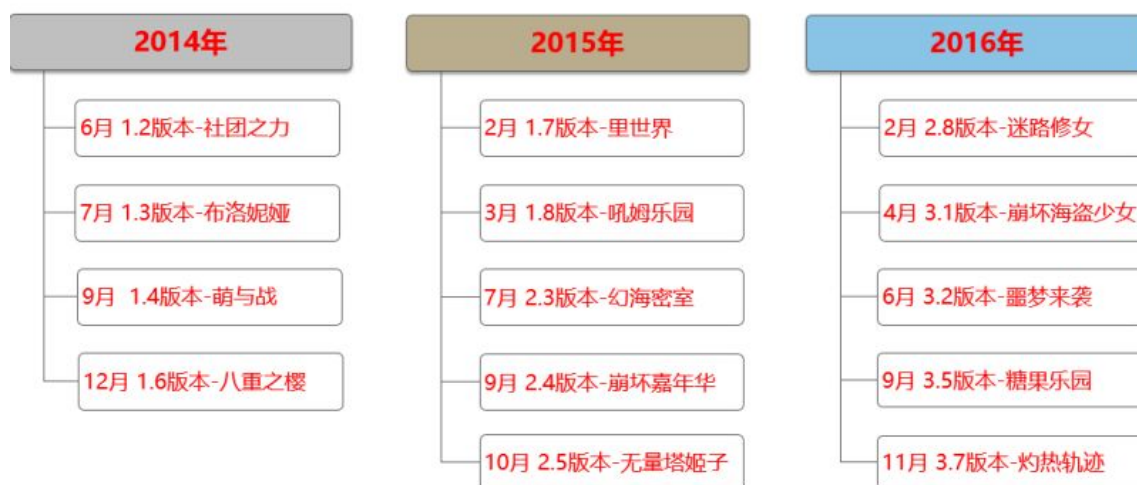 2014年
6月 1.2版本-社团之力
7月 1.3版本-布洛妮娅
9月  1.4版本-萌与战
12月 1.6版本-八重之樱
2015年
2月 1.7版本-里世界
3月 1.8版本-吼姆乐园
7月 2.3版本-幻海密室
9月 2.4版本-崩坏嘉年华
10月 2.5版本-无量塔姬子
2016年
2月 2.8版本-迷路修女
4月 3.1版本-崩坏海盗少女
6月 3.2版本-噩梦来袭
9月 3.5版本-糖果乐园
11月 3.7版本-灼热轨迹